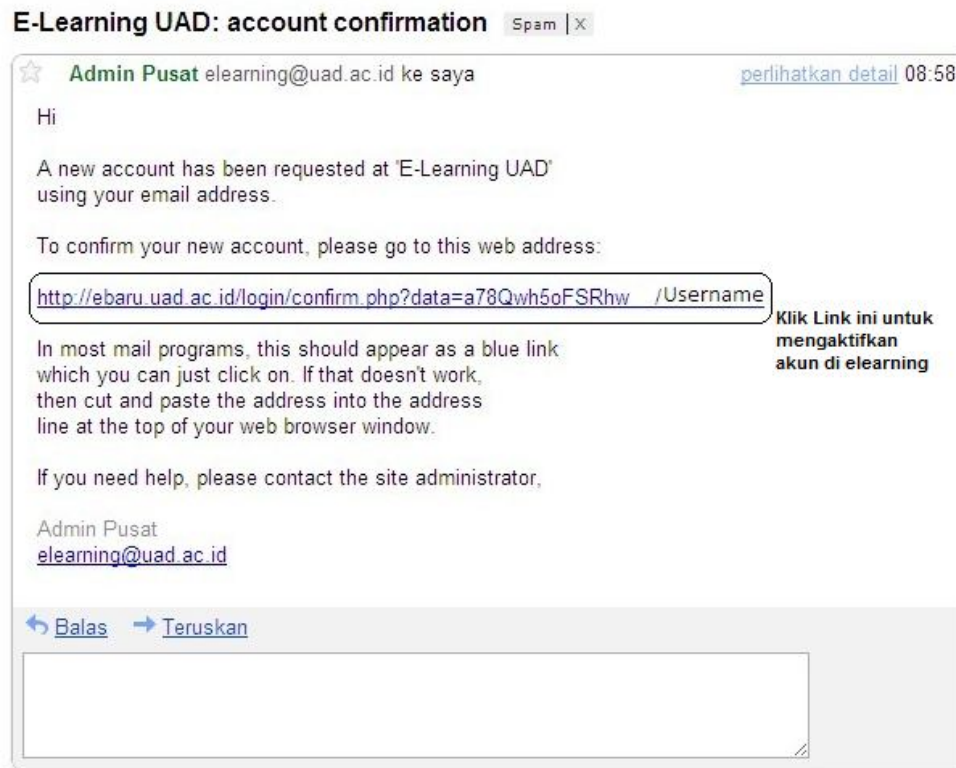 E-Learning UAD: account confirmation Spam | X
Admin Pusat elearning@uad.ac.id ke saya perlihatkan detail 08:58
Hi
A new account has been requested at 'E-Learning UAD'
using your email address.
To confirm your new account, please go to this web address:
http://ebaru.uad.ac.id/login/confirm.php?data=a78Qwh5oFSRhw /Username
Klik Link ini untuk
mengaktifkan
akun di elearning
In most mail programs, this should appear as a blue link
which you can just click on. If that doesn't work,
then cut and paste the address into the address
line at the top of your web browser window.
If you need help, please contact the site administrator,
Admin Pusat
elearning@uad.ac.id
Balas Teruskan